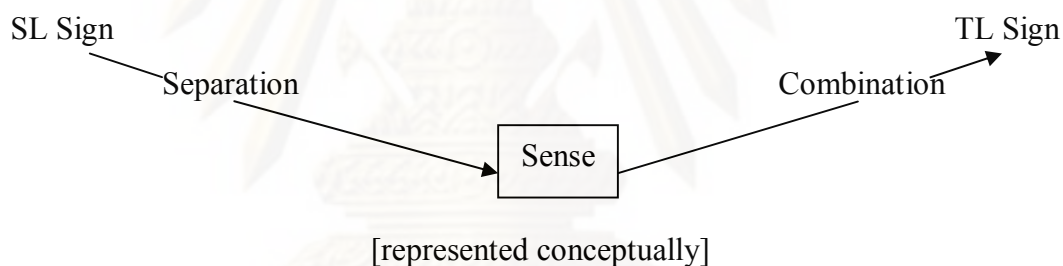 SL Sign TL Sign
Separation Combination
Sense
[represented conceptually]